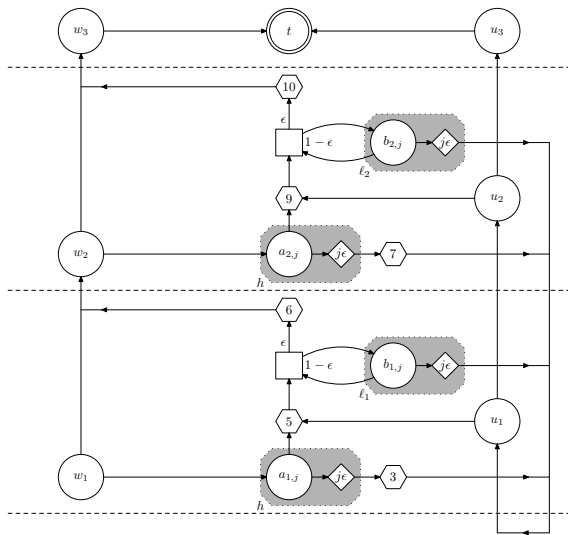 w₃ t u₃
10
ϵ 1 − ϵ b₂,ⱼ jϵ
ℓ₂
9 u₂
w₂ a₂,ⱼ jϵ 7
h
6
ϵ 1 − ϵ b₁,ⱼ jϵ
ℓ₁
5 u₁
w₁ a₁,ⱼ jϵ 3
h